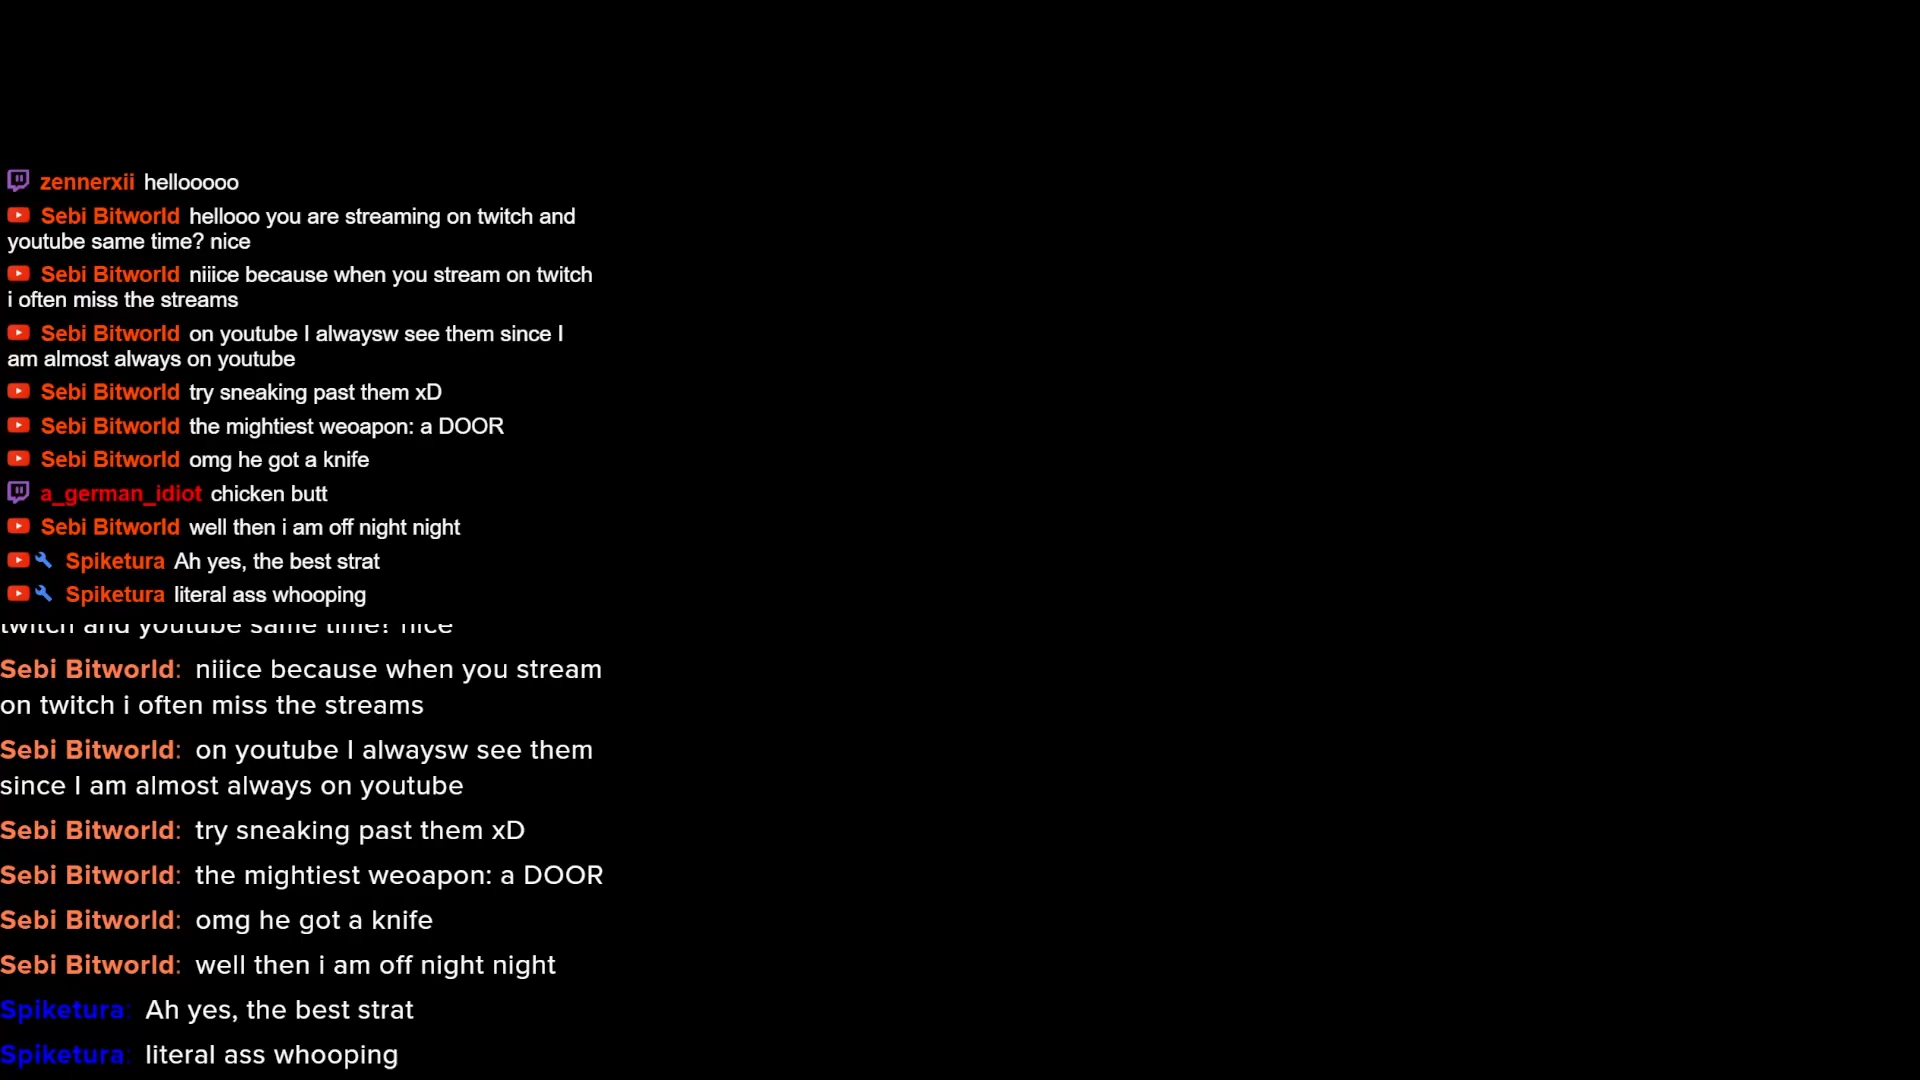 zennerxii hellooooo
Sebi Bitworld hellooo you are streaming on twitch and
youtube same time? nice
Sebi Bitworld niiice because when you stream on twitch
i often miss the streams
Sebi Bitworld on youtube I alwaysw see them since I
am almost always on youtube
Sebi Bitworld try sneaking past them xD
Sebi Bitworld the mightiest weoapon: a DOOR
Sebi Bitworld omg he got a knife
a_german_idiot chicken butt
Sebi Bitworld well then i am off night night
Spiketura Ah yes, the best strat
Spiketura literal ass whooping
twitch and youtube same time? nice
Sebi Bitworld: niiice because when you stream
on twitch i often miss the streams
Sebi Bitworld: on youtube I alwaysw see them
since I am almost always on youtube
Sebi Bitworld: try sneaking past them xD
Sebi Bitworld: the mightiest weoapon: a DOOR
Sebi Bitworld: omg he got a knife
Sebi Bitworld: well then i am off night night
Spiketura: Ah yes, the best strat
Spiketura: literal ass whooping